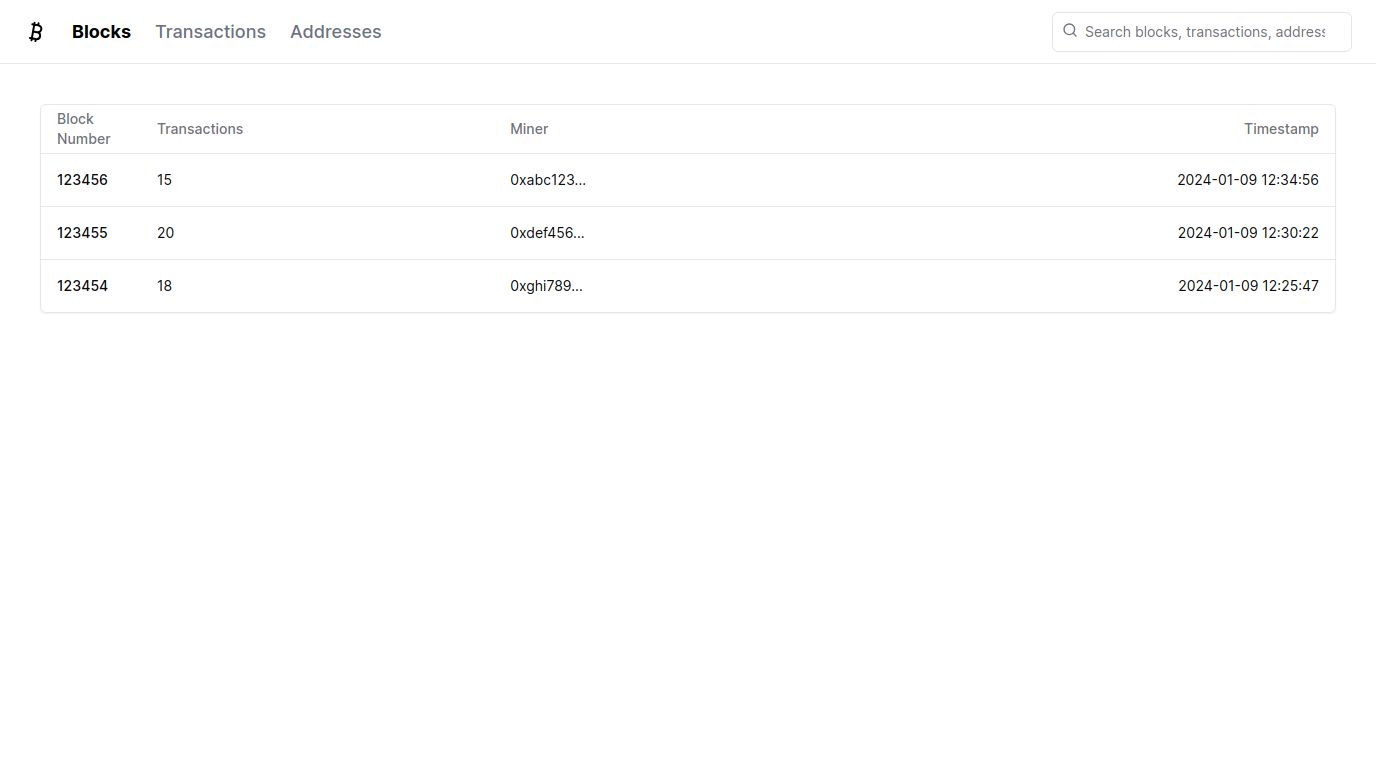 Blocks Transactions Addresses Search blocks, transactions, address
Block Number Transactions Miner Timestamp
123456 15 0xabc123... 2024-01-09 12:34:56
123455 20 0xdef456... 2024-01-09 12:30:22
123454 18 0xghi789... 2024-01-09 12:25:47